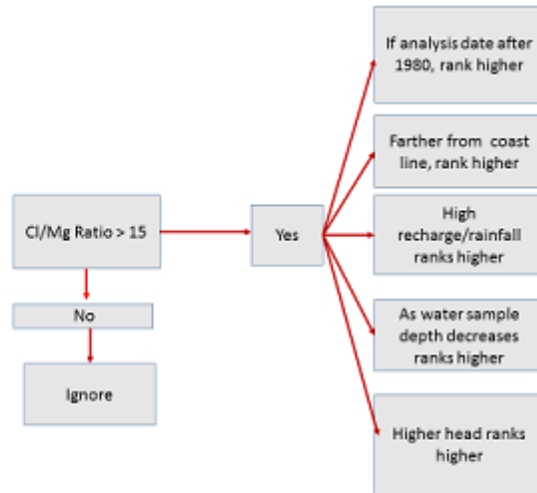 If analysis date after
1980, rank higher
Farther from coast
line, rank higher
Cl/Mg Ratio > 15
Yes
High
recharge/rainfall
ranks higher
No
As water sample
depth decreases
ranks higher
Ignore
Higher head ranks
higher